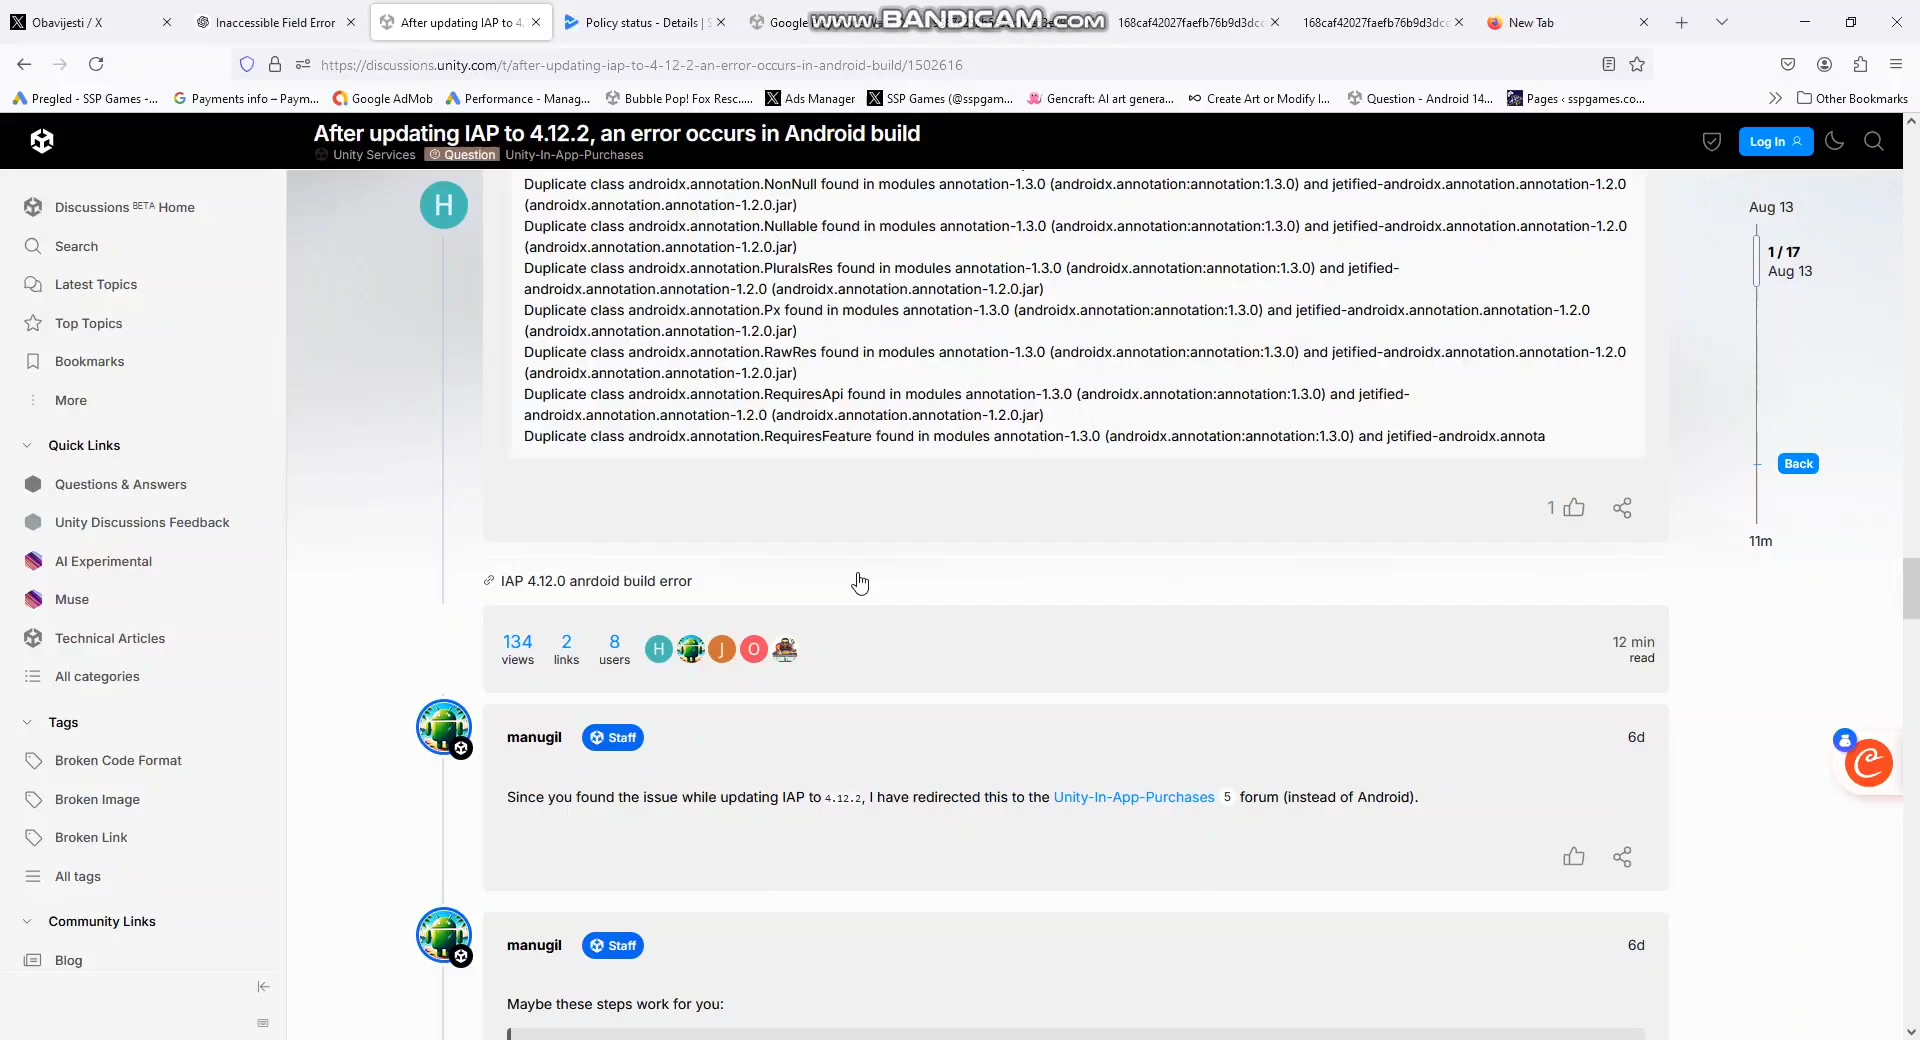 Obavijesti / X
Inaccessible Field Error
After updating IAP to 4.
Policy status - Details | S
Google
www.BANDICAM.com
168caf42027faefb76b9d3dcc
168caf42027faefb76b9d3dcc
New Tab
https://discussions.unity.com/t/after-updating-iap-to-4-12-2-an-error-occurs-in-android-build/1502616
Pregled - SSP Games -...
Payments info – Paym...
Google AdMob
Performance - Manag...
Bubble Pop! Fox Resc....
Ads Manager
SSP Games (@sspgam...
Gencraft: AI art genera...
Create Art or Modify I...
Question - Android 14...
Pages ‹ sspgames.co...
Other Bookmarks
After updating IAP to 4.12.2, an error occurs in Android build
Unity Services
Question
Unity-In-App-Purchases
Log In
Discussions BETA Home
Search
Latest Topics
Top Topics
Bookmarks
More
Quick Links
Questions & Answers
Unity Discussions Feedback
AI Experimental
Muse
Technical Articles
All categories
Tags
Broken Code Format
Broken Image
Broken Link
All tags
Community Links
Blog
H
Duplicate class androidx.annotation.NonNull found in modules annotation-1.3.0 (androidx.annotation:annotation:1.3.0) and jetified-androidx.annotation.annotation-1.2.0
(androidx.annotation.annotation-1.2.0.jar)
Duplicate class androidx.annotation.Nullable found in modules annotation-1.3.0 (androidx.annotation:annotation:1.3.0) and jetified-androidx.annotation.annotation-1.2.0
(androidx.annotation.annotation-1.2.0.jar)
Duplicate class androidx.annotation.PluralsRes found in modules annotation-1.3.0 (androidx.annotation:annotation:1.3.0) and jetified-
androidx.annotation.annotation-1.2.0 (androidx.annotation.annotation-1.2.0.jar)
Duplicate class androidx.annotation.Px found in modules annotation-1.3.0 (androidx.annotation:annotation:1.3.0) and jetified-androidx.annotation.annotation-1.2.0
(androidx.annotation.annotation-1.2.0.jar)
Duplicate class androidx.annotation.RawRes found in modules annotation-1.3.0 (androidx.annotation:annotation:1.3.0) and jetified-androidx.annotation.annotation-1.2.0
(androidx.annotation.annotation-1.2.0.jar)
Duplicate class androidx.annotation.RequiresApi found in modules annotation-1.3.0 (androidx.annotation:annotation:1.3.0) and jetified-
androidx.annotation.annotation-1.2.0 (androidx.annotation.annotation-1.2.0.jar)
Duplicate class androidx.annotation.RequiresFeature found in modules annotation-1.3.0 (androidx.annotation:annotation:1.3.0) and jetified-androidx.annota
1
IAP 4.12.0 anrdoid build error
134 2 8 H J O 12 min
views links users read
manugil Staff 6d
Since you found the issue while updating IAP to 4.12.2, I have redirected this to the Unity-In-App-Purchases 5 forum (instead of Android).
manugil Staff 6d
Maybe these steps work for you:
Aug 13
1 / 17
Aug 13
Back
11m